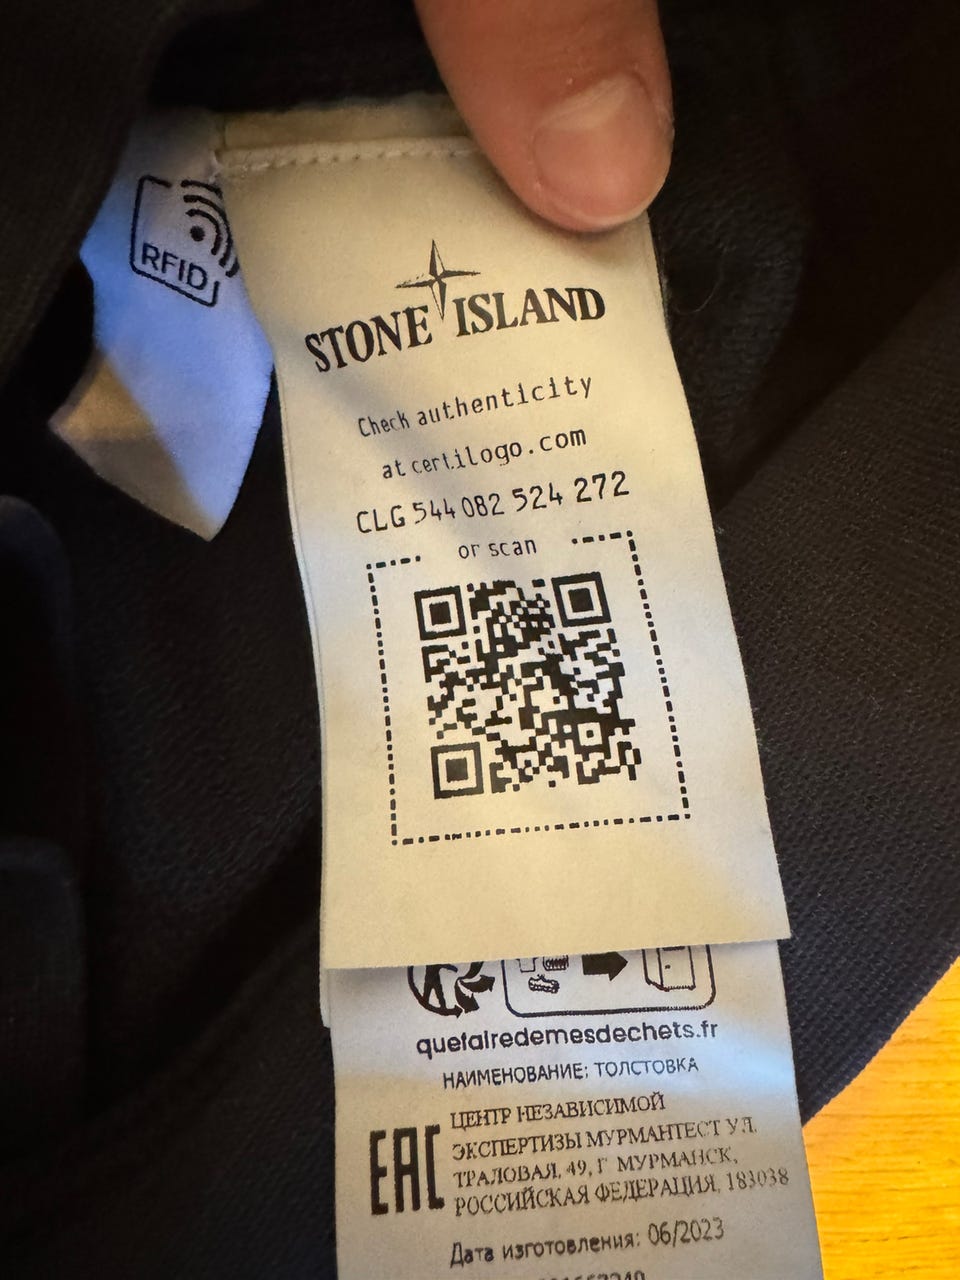 RFID
STONE ISLAND
Check authenticity
at certilogo.com
CLG 544 082 524 272
or scan
quefairedemesdechets.fr
НАИМЕНОВАНИЕ: ТОЛСТОВКА
EAC
ЦЕНТР НЕЗАВИСИМОЙ
ЭКСПЕРТИЗЫ МУРМАНТЕСТ УЛ.
ТРАЛОВАЯ, 49, Г МУРМАНСК,
РОССИЙСКАЯ ФЕДЕРАЦИЯ, 183038
Дата изготовления: 06/2023